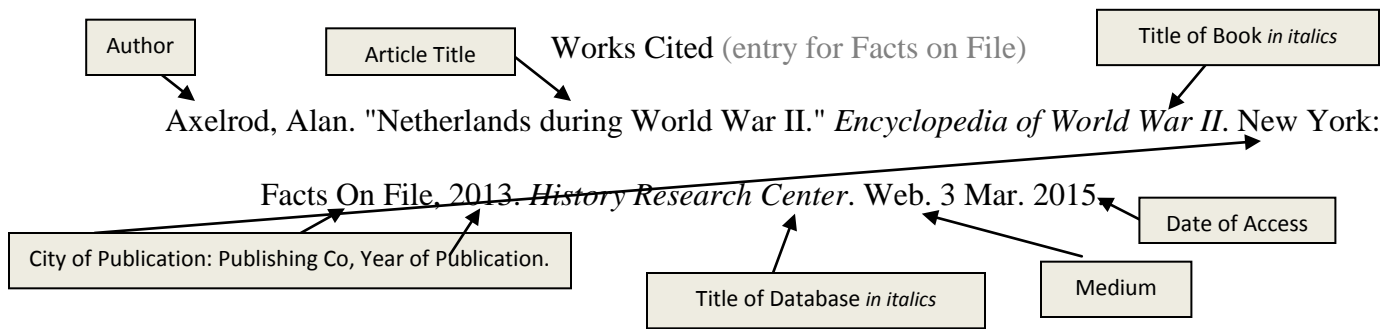 Author
Article Title
Works Cited (entry for Facts on File)
Title of Book in italics
Axelrod, Alan. "Netherlands during World War II." Encyclopedia of World War II. New York:
Facts On File, 2013. History Research Center. Web. 3 Mar. 2015.
City of Publication: Publishing Co, Year of Publication.
Title of Database in italics
Medium
Date of Access